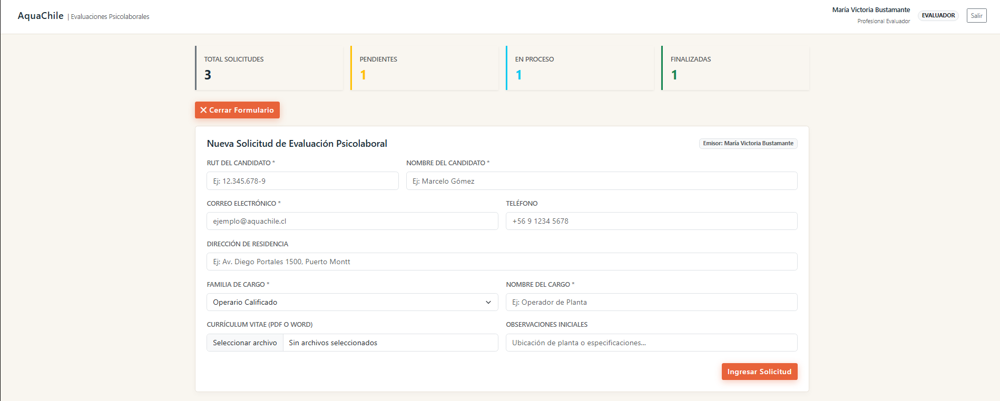 AquaChile | Evaluaciones Psicolaborales
María Victoria Bustamante
Profesional Evaluador
EVALUADOR
Salir
TOTAL SOLICITUDES
3
PENDIENTES
1
EN PROCESO
1
FINALIZADAS
1
Cerrar Formulario
Nueva Solicitud de Evaluación Psicolaboral
Emisor: María Victoria Bustamante
RUT DEL CANDIDATO *
Ej: 12.345.678-9
NOMBRE DEL CANDIDATO *
Ej: Marcelo Gómez
CORREO ELECTRÓNICO *
ejemplo@aquachile.cl
TELÉFONO
+56 9 1234 5678
DIRECCIÓN DE RESIDENCIA
Ej: Av. Diego Portales 1500, Puerto Montt
FAMILIA DE CARGO *
Operario Calificado
NOMBRE DEL CARGO *
Ej: Operador de Planta
CURRÍCULUM VITAE (PDF O WORD)
Seleccionar archivo Sin archivos seleccionados
OBSERVACIONES INICIALES
Ubicación de planta o especificaciones...
Ingresar Solicitud